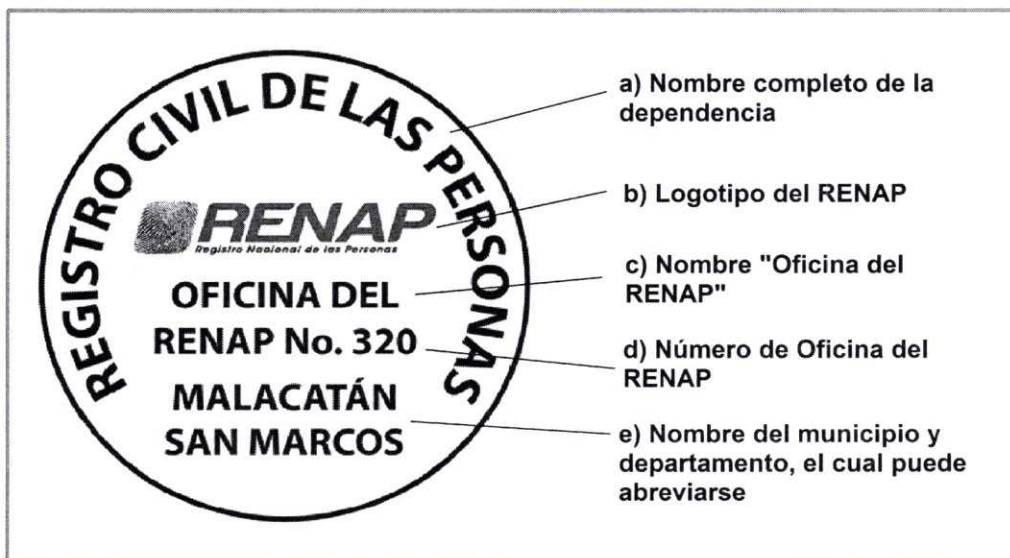 REGISTRO CIVIL DE LAS PERSONAS
RENAP
Registro Nacional de las Personas
OFICINA DEL
RENAP No. 320
MALACATÁN
SAN MARCOS
a) Nombre completo de la
dependencia
b) Logotipo del RENAP
c) Nombre "Oficina del
RENAP"
d) Número de Oficina del
RENAP
e) Nombre del municipio y
departamento, el cual puede
abreviarse